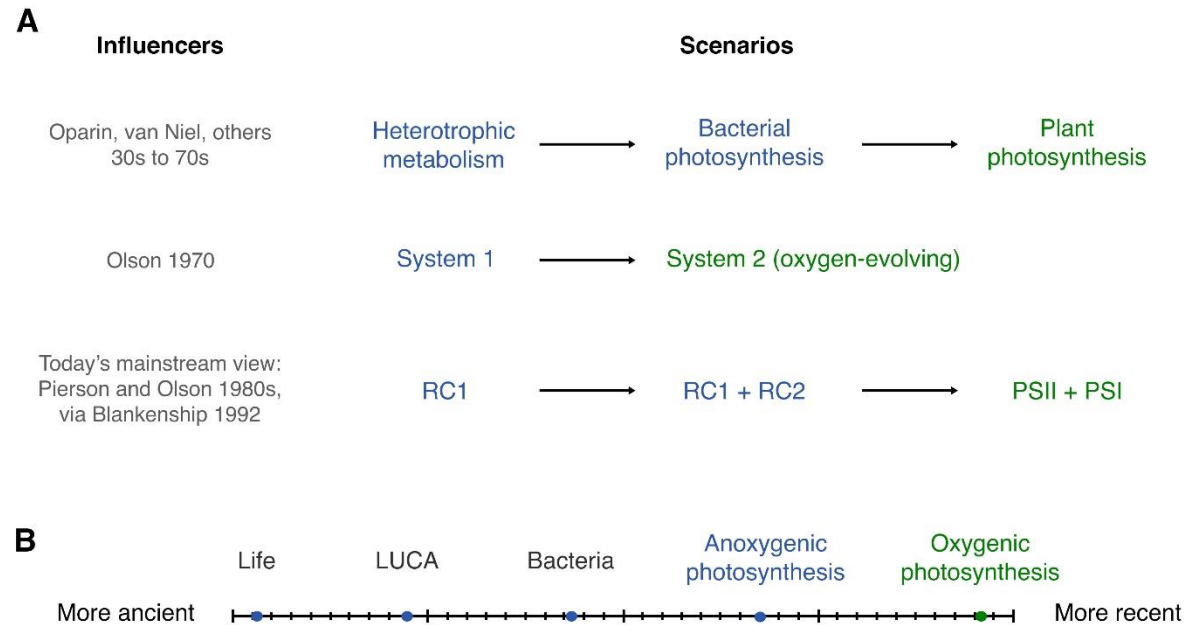 A
Influencers
Scenarios
Oparin, van Niel, others
30s to 70s
Heterotrophic
metabolism
Bacterial
photosynthesis
Plant
photosynthesis
Olson 1970
System 1
System 2 (oxygen-evolving)
Today's mainstream view:
Pierson and Olson 1980s,
via Blankenship 1992
RC1
RC1 + RC2
PSII + PSI
B
Life
LUCA
Bacteria
Anoxygenic
photosynthesis
Oxygenic
photosynthesis
More ancient
More recent